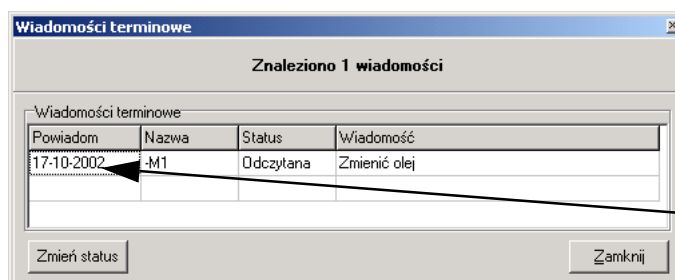 Wiadomości terminowe
Znaleziono 1 wiadomości
Wiadomości terminowe
Powiadom Nazwa Status Wiadomość
17-10-2002 -M1 Odczytana Zmienić olej
Zmień status Zamknij